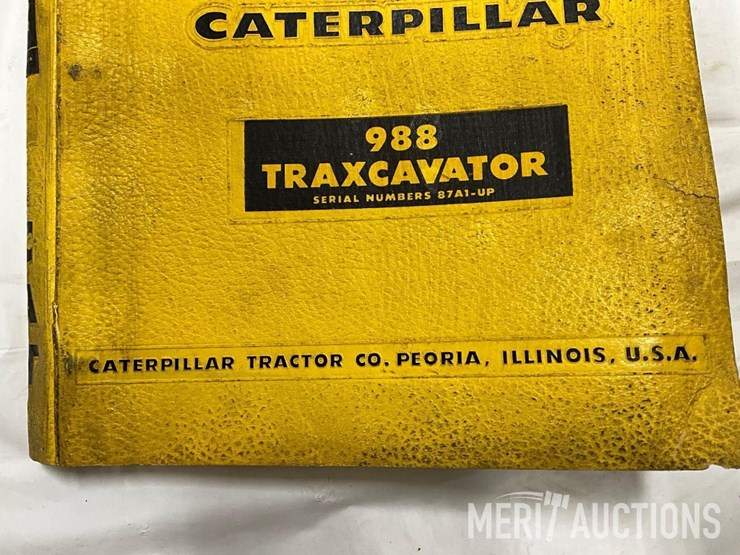 CATERPILLAR
®
988
TRAXCAVATOR
SERIAL NUMBERS 87A1-UP
CATERPILLAR TRACTOR CO. PEORIA, ILLINOIS, U.S.A.
MERIT AUCTIONS